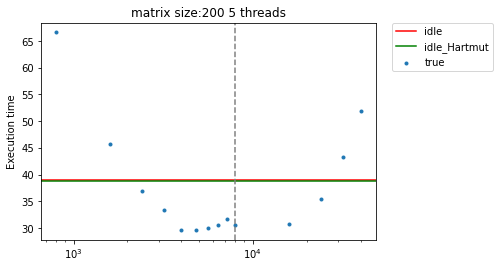 matrix size:200 5 threads
Execution time
65
60
55
50
45
40
35
30
10³
10⁴
idle
idle_Hartmut
true